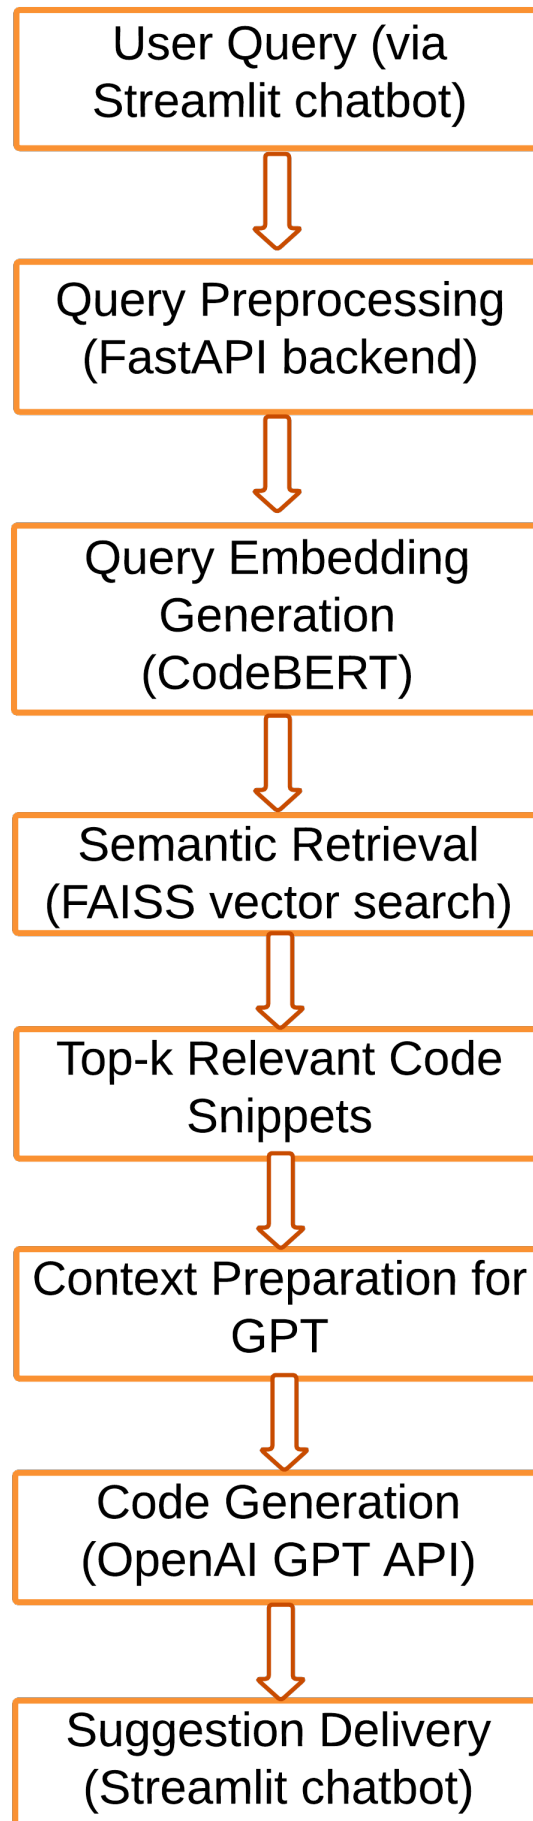 User Query (via
Streamlit chatbot)
Query Preprocessing
(FastAPI backend)
Query Embedding
Generation
(CodeBERT)
Semantic Retrieval
(FAISS vector search)
Top-k Relevant Code
Snippets
Context Preparation for
GPT
Code Generation
(OpenAI GPT API)
Suggestion Delivery
(Streamlit chatbot)